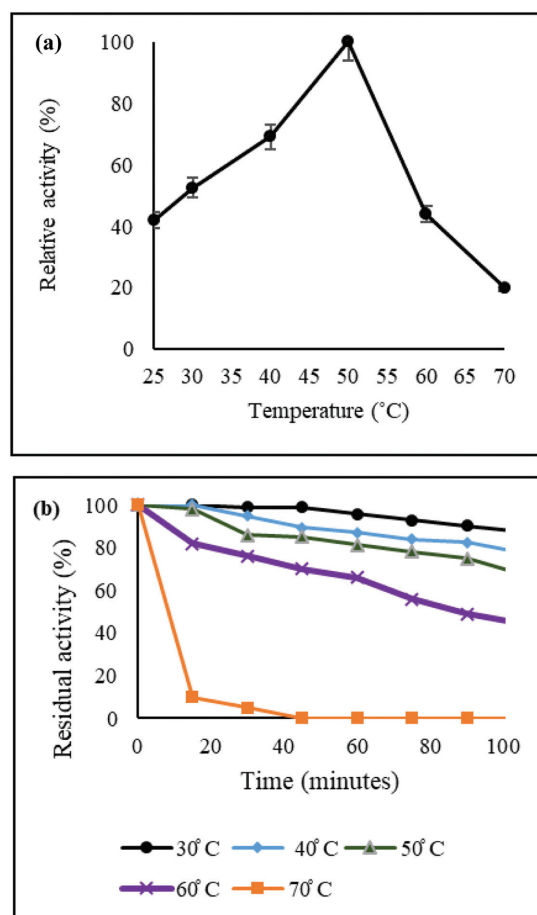 (a)
Relative activity (%)
100
80
60
40
20
0
25 30 35 40 45 50 55 60 65 70
Temperature (˚C)
(b)
Residual activity (%)
100
80
60
40
20
0
0 20 40 60 80 100
Time (minutes)
30˚ C 40˚ C 50˚ C
60˚ C 70˚ C